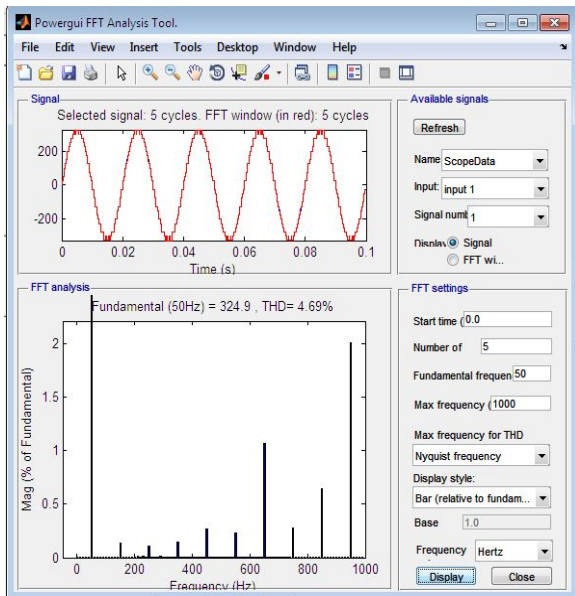 Powergui FFT Analysis Tool.
File Edit View Insert Tools Desktop Window Help
Signal
Selected signal: 5 cycles. FFT window (in red): 5 cycles
200
0
-200
0 0.02 0.04 0.06 0.08 0.1
Time (s)
FFT analysis
Fundamental (50Hz) = 324.9 , THD= 4.69%
2
1.5
1
0.5
0
Mag (% of Fundamental)
0 200 400 600 800 1000
Frequency (Hz)
Available signals
Refresh
Name ScopeData
Input: input 1
Signal numb 1
Display Signal
FFT wi...
FFT settings
Start time ( 0.0
Number of 5
Fundamental frequen 50
Max frequency ( 1000
Max frequency for THD
Nyquist frequency
Display style:
Bar (relative to fundam...
Base 1.0
Frequency Hertz
Display Close